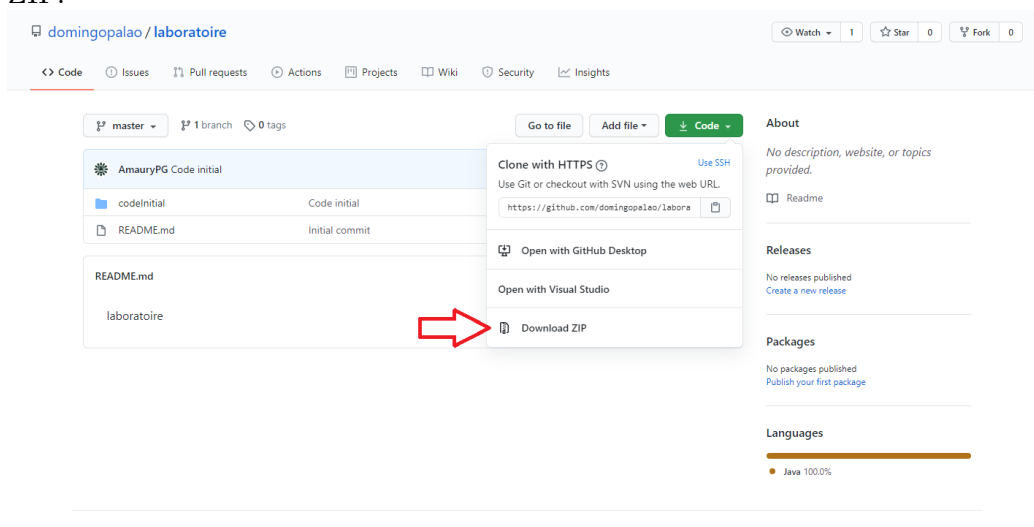 ZIP.
domingopalao / laboratoire
Watch 1 Star 0 Fork 0
Code Issues Pull requests Actions Projects Wiki Security Insights
master 1 branch 0 tags Go to file Add file Code
AmauryPG Code initial
codeInitial Code initial
README.md Initial commit
README.md
laboratoire
Clone with HTTPS Use SSH
Use Git or checkout with SVN using the web URL.
https://github.com/domingopalao/labora
Open with GitHub Desktop
Open with Visual Studio
Download ZIP
About
No description, website, or topics
provided.
Readme
Releases
No releases published
Create a new release
Packages
No packages published
Publish your first package
Languages
Java 100.0%